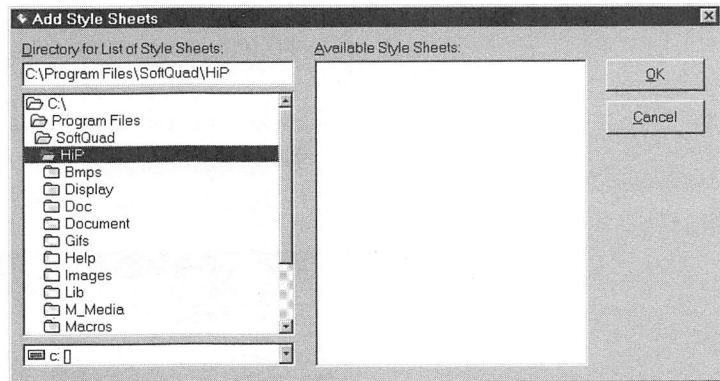 Add Style Sheets
Directory for List of Style Sheets:
C:\Program Files\SoftQuad\HiP
C:\
Program Files
SoftQuad
HiP
Bmps
Display
Doc
Document
Gifs
Help
Images
Lib
M_Media
Macros
c: []
Available Style Sheets:
OK
Cancel